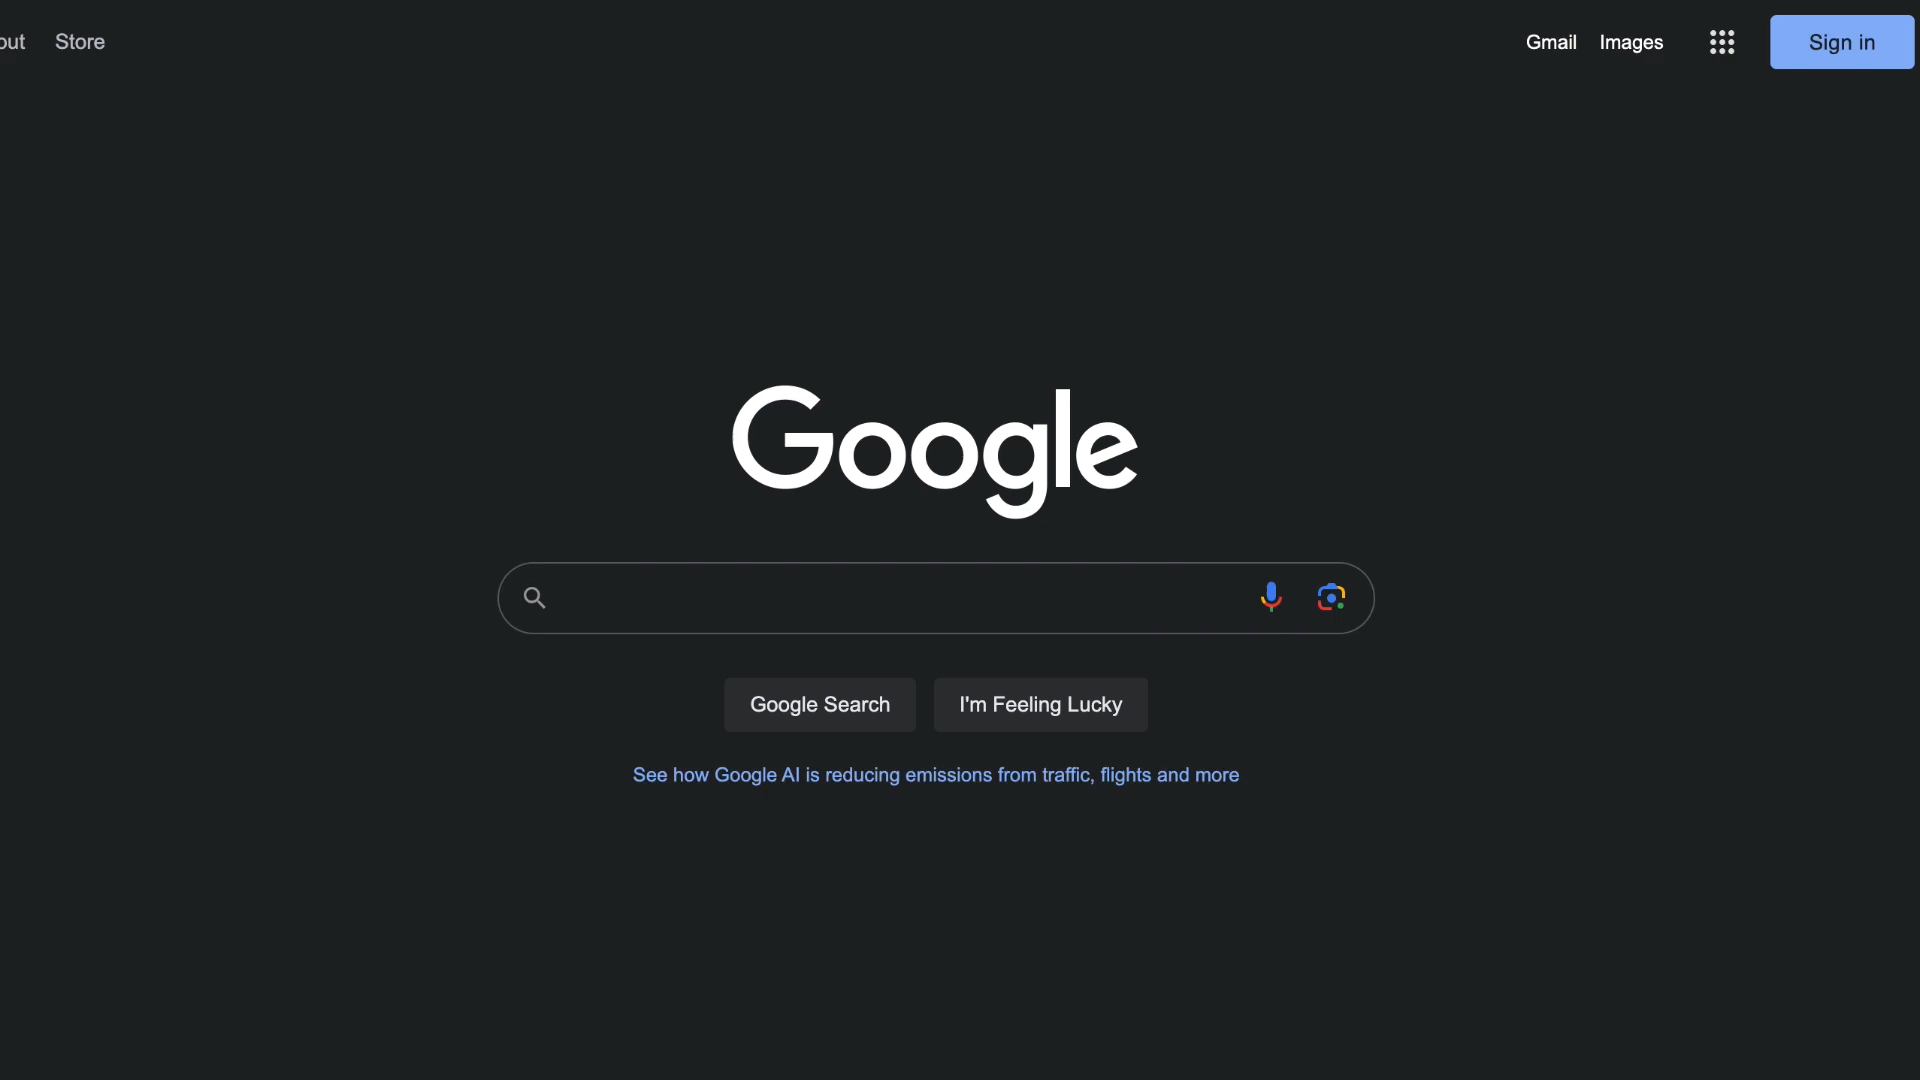 out Store Gmail Images Sign in
Google
Google Search I'm Feeling Lucky
See how Google AI is reducing emissions from traffic, flights and more